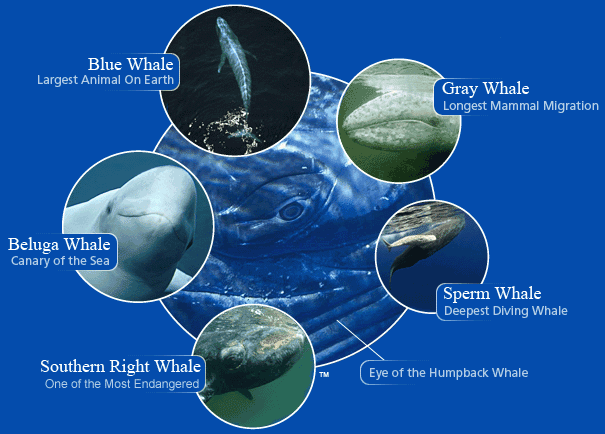 Blue Whale
Largest Animal On Earth
Gray Whale
Longest Mammal Migration
Beluga Whale
Canary of the Sea
Sperm Whale
Deepest Diving Whale
Southern Right Whale
One of the Most Endangered
™
Eye of the Humpback Whale